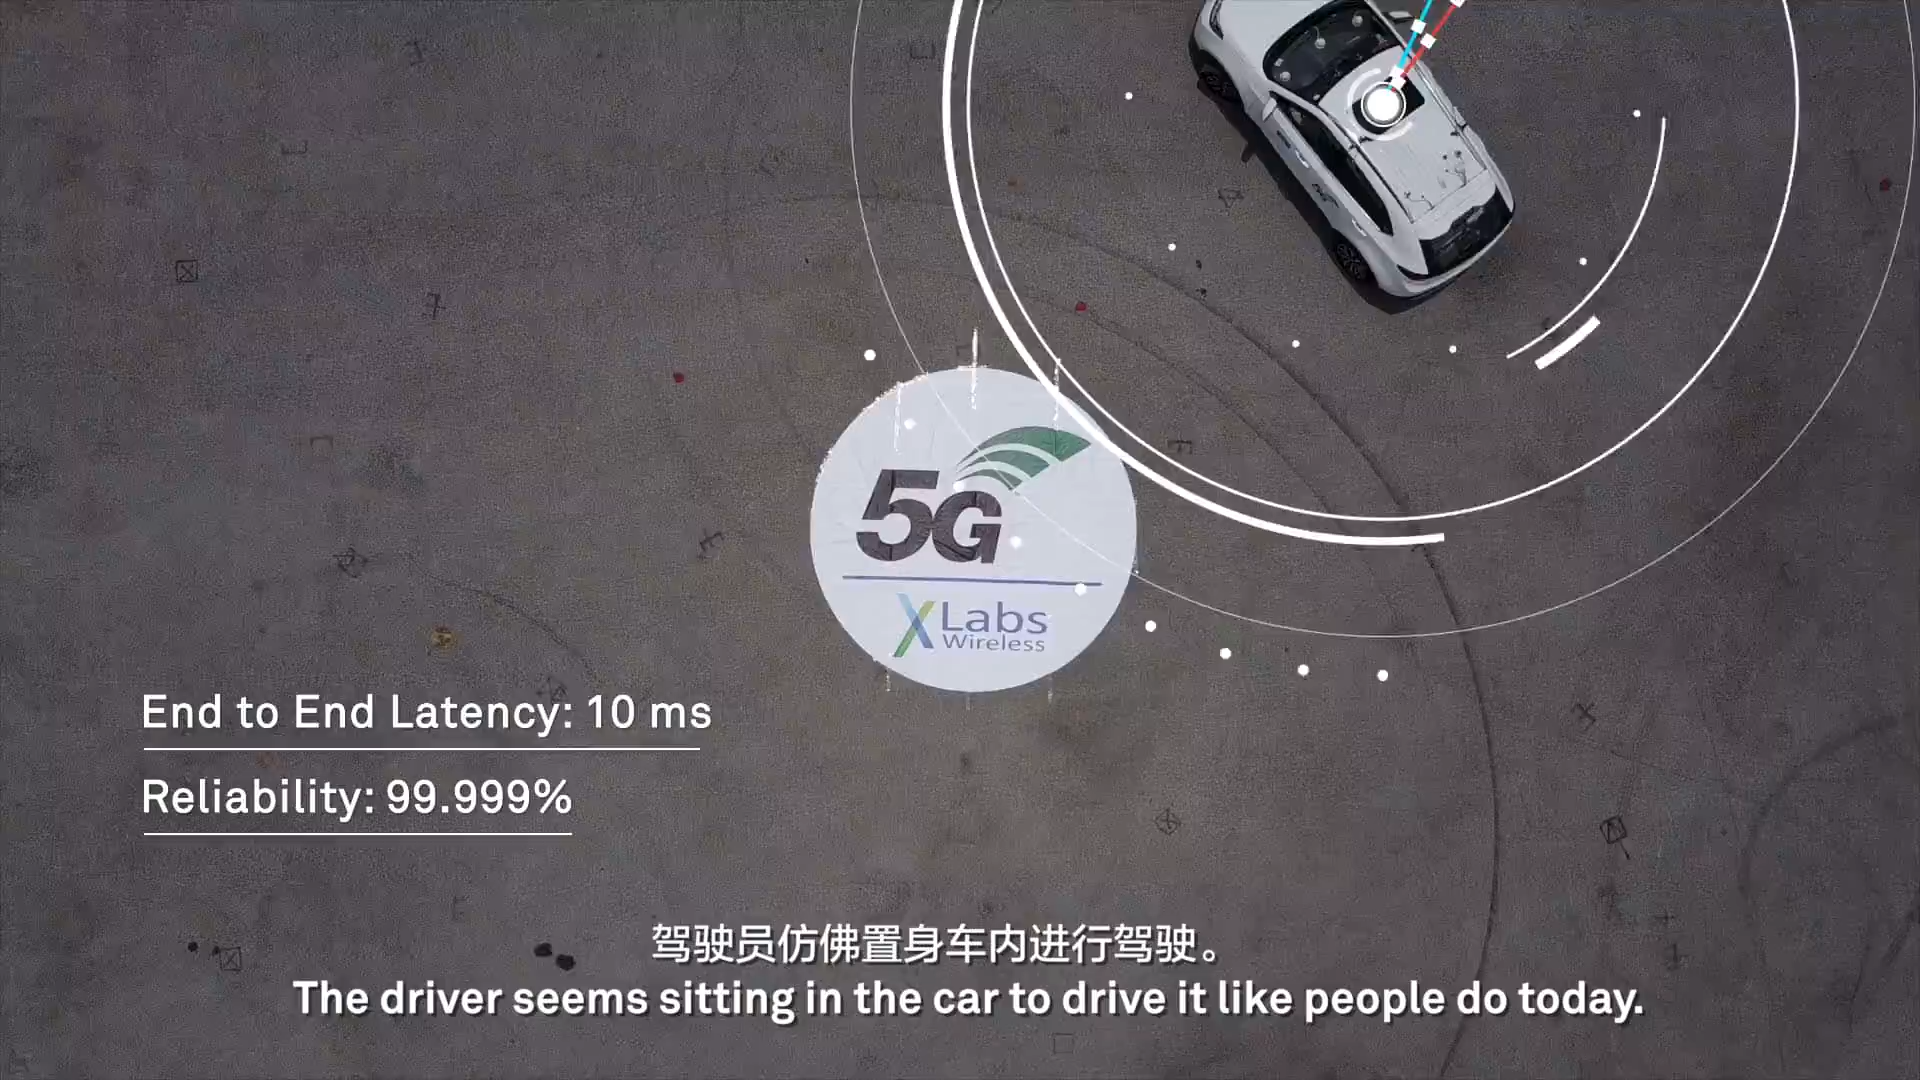 5G
X Labs
Wireless
End to End Latency: 10 ms
Reliability: 99.999%
驾驶员仿佛置身车内进行驾驶。
The driver seems sitting in the car to drive it like people do today.